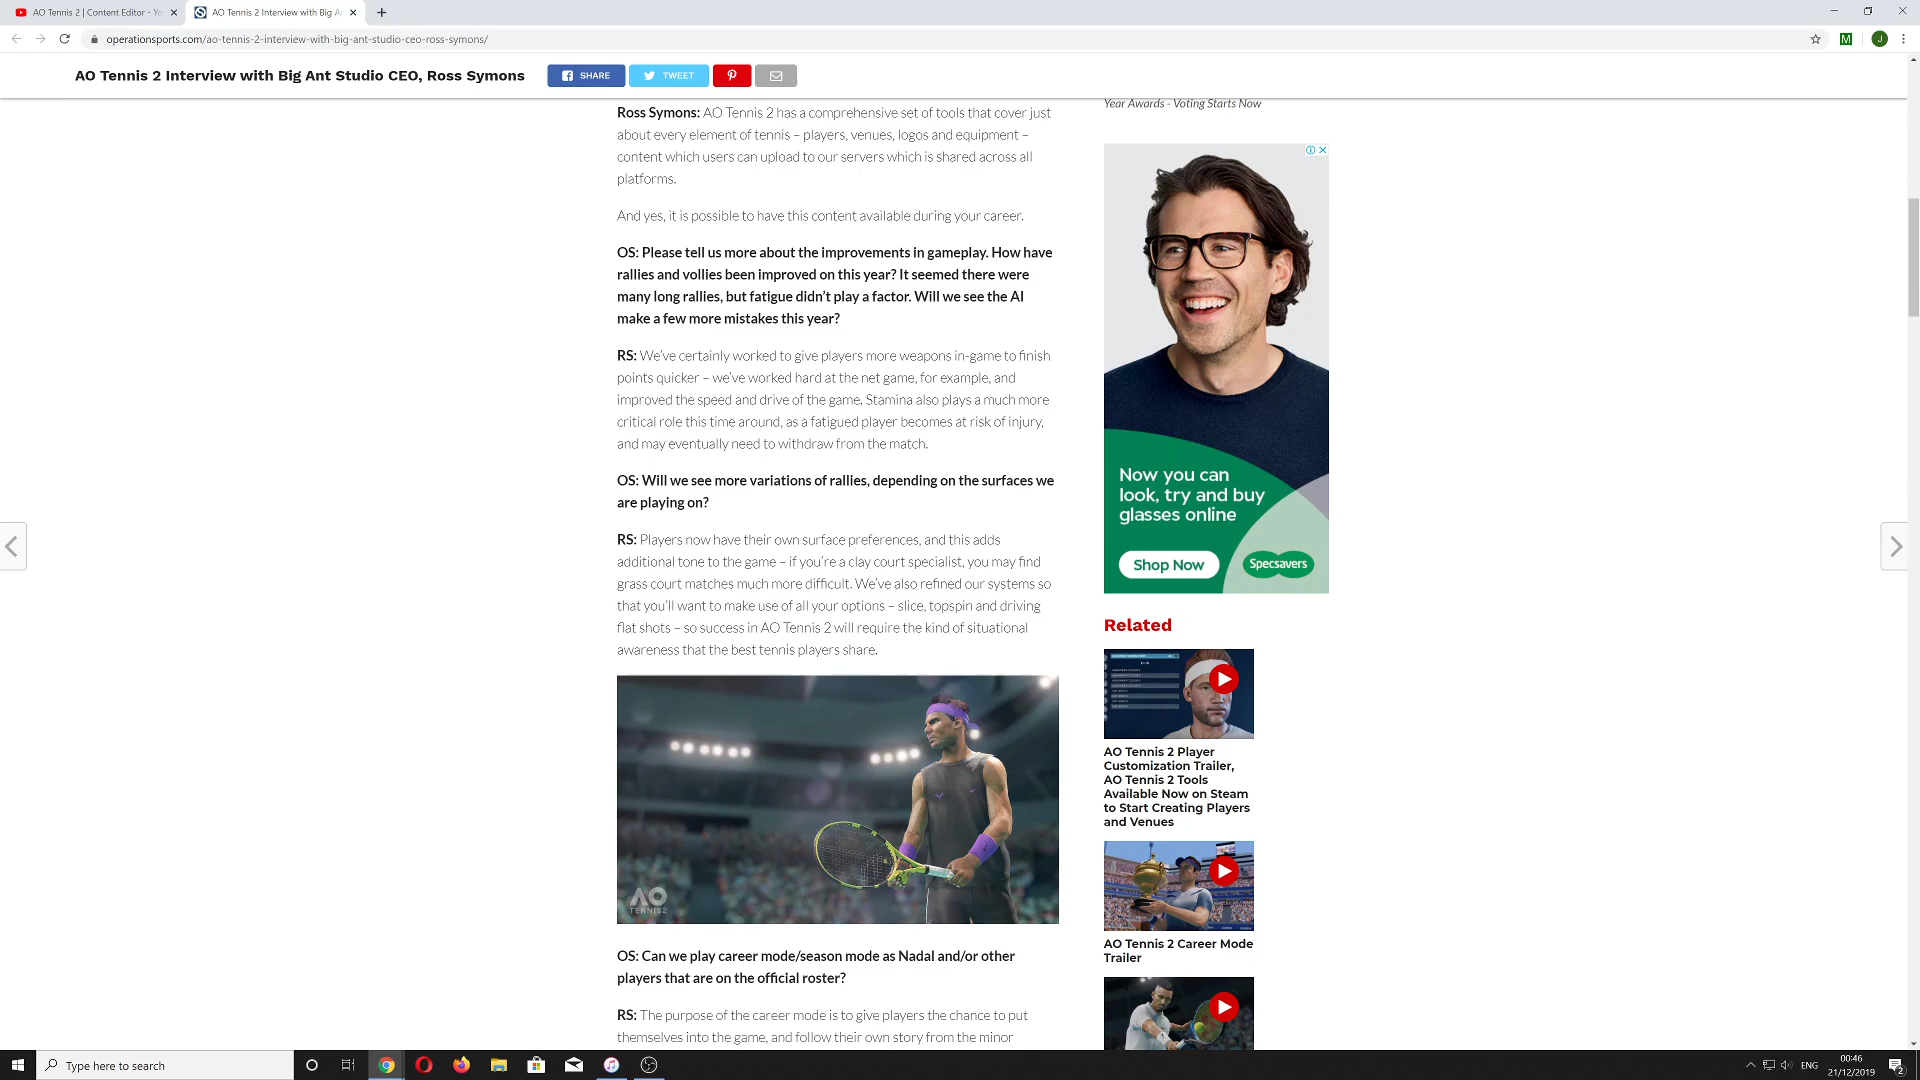 AO Tennis 2 | Content Editor - Yo
AO Tennis 2 Interview with Big A
operationsports.com/ao-tennis-2-interview-with-big-ant-studio-ceo-ross-symons/
M
J
AO Tennis 2 Interview with Big Ant Studio CEO, Ross Symons
SHARE
TWEET
Ross Symons: AO Tennis 2 has a comprehensive set of tools that cover just
about every element of tennis – players, venues, logos and equipment –
content which users can upload to our servers which is shared across all
platforms.
And yes, it is possible to have this content available during your career.
OS: Please tell us more about the improvements in gameplay. How have
rallies and vollies been improved on this year? It seemed there were
many long rallies, but fatigue didn’t play a factor. Will we see the AI
make a few more mistakes this year?
RS: We’ve certainly worked to give players more weapons in-game to finish
points quicker – we’ve worked hard at the net game, for example, and
improved the speed and drive of the game. Stamina also plays a much more
critical role this time around, as a fatigued player becomes at risk of injury,
and may eventually need to withdraw from the match.
OS: Will we see more variations of rallies, depending on the surfaces we
are playing on?
RS: Players now have their own surface preferences, and this adds
additional tone to the game – if you’re a clay court specialist, you may find
grass court matches much more difficult. We’ve also refined our systems so
that you’ll want to make use of all your options – slice, topspin and driving
flat shots – so success in AO Tennis 2 will require the kind of situational
awareness that the best tennis players share.
AO
TENNIS2
OS: Can we play career mode/season mode as Nadal and/or other
players that are on the official roster?
RS: The purpose of the career mode is to give players the chance to put
themselves into the game, and follow their own story from the minor
Year Awards - Voting Starts Now
Now you can
look, try and buy
glasses online
Shop Now
Specsavers
Related
AO Tennis 2 Player
Customization Trailer,
AO Tennis 2 Tools
Available Now on Steam
to Start Creating Players
and Venues
AO Tennis 2 Career Mode
Trailer
Type here to search
ENG
00:46
21/12/2019
2